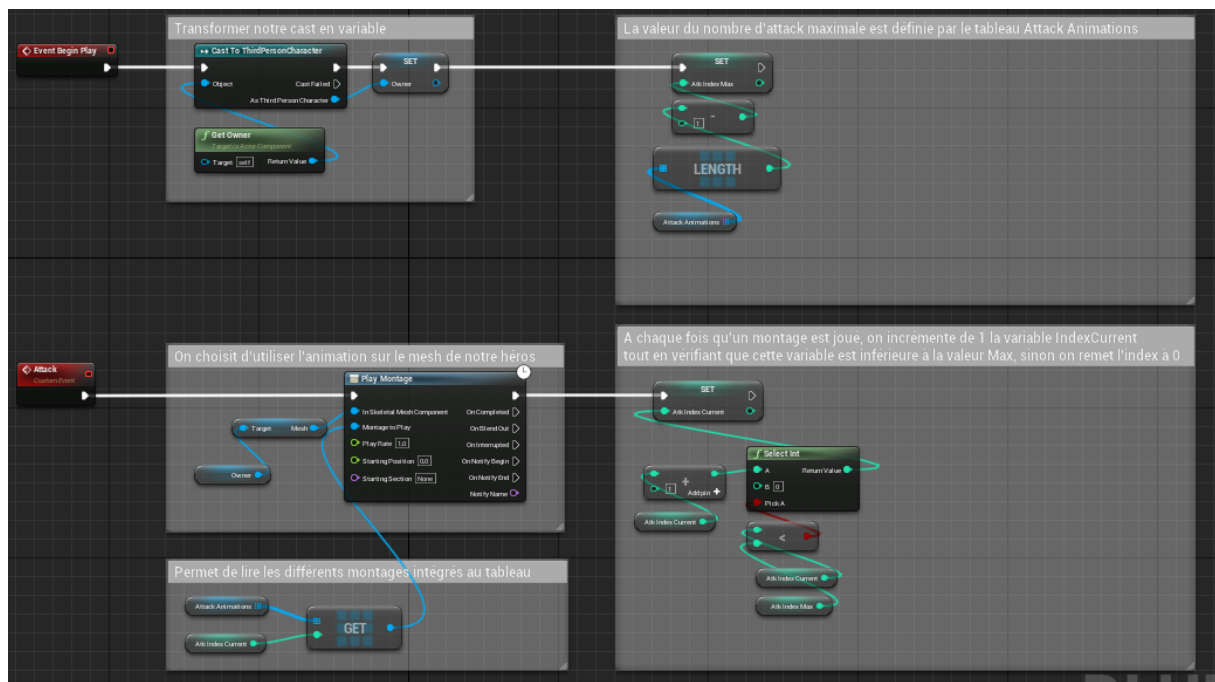 Transformer notre cast en variable
Event Begin Play
Cast To ThirdPersonCharacter
Object
Cast Failed
As Third Person Character
SET
Owner
Get Owner
Target is Actor Component
Target self
Return Value
La valeur du nombre d'attack maximale est définie par le tableau Attack Animations
SET
Atk Index Max
1
-
LENGTH
Attack Animations
On choisit d'utiliser l'animation sur le mesh de notre héros
Attack
Custom Event
Play Montage
In Skeletal Mesh Component
On Completed
Montage to Play
On Blend Out
Play Rate 1,0
On Interrupted
Starting Position 0,0
On Notify Begin
Starting Section None
On Notify End
Notify Name
Target Mesh
Owner
Permet de lire les différents montages intégrés au tableau
Attack Animations
GET
Atk Index Current
A chaque fois qu'un montage est joué, on incrémente de 1 la variable IndexCurrent
tout en vérifiant que cette variable est inférieure à la valeur Max, sinon on remet l'index à 0
SET
Atk Index Current
Select Int
A
Return Value
B 0
Pick A
1
+
Add pin +
Atk Index Current
<
Atk Index Current
Atk Index Max